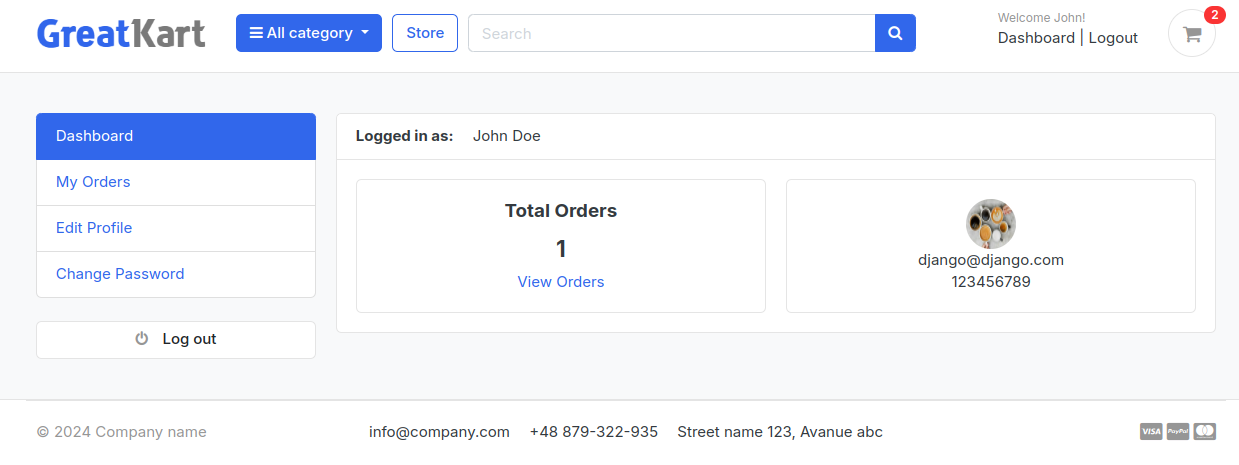 GreatKart
All category
Store
Search
Welcome John!
Dashboard | Logout
2
Dashboard
My Orders
Edit Profile
Change Password
Log out
Logged in as: John Doe
Total Orders
1
View Orders
django@django.com
123456789
© 2024 Company name
info@company.com +48 879-322-935 Street name 123, Avanue abc
VISA PayPal